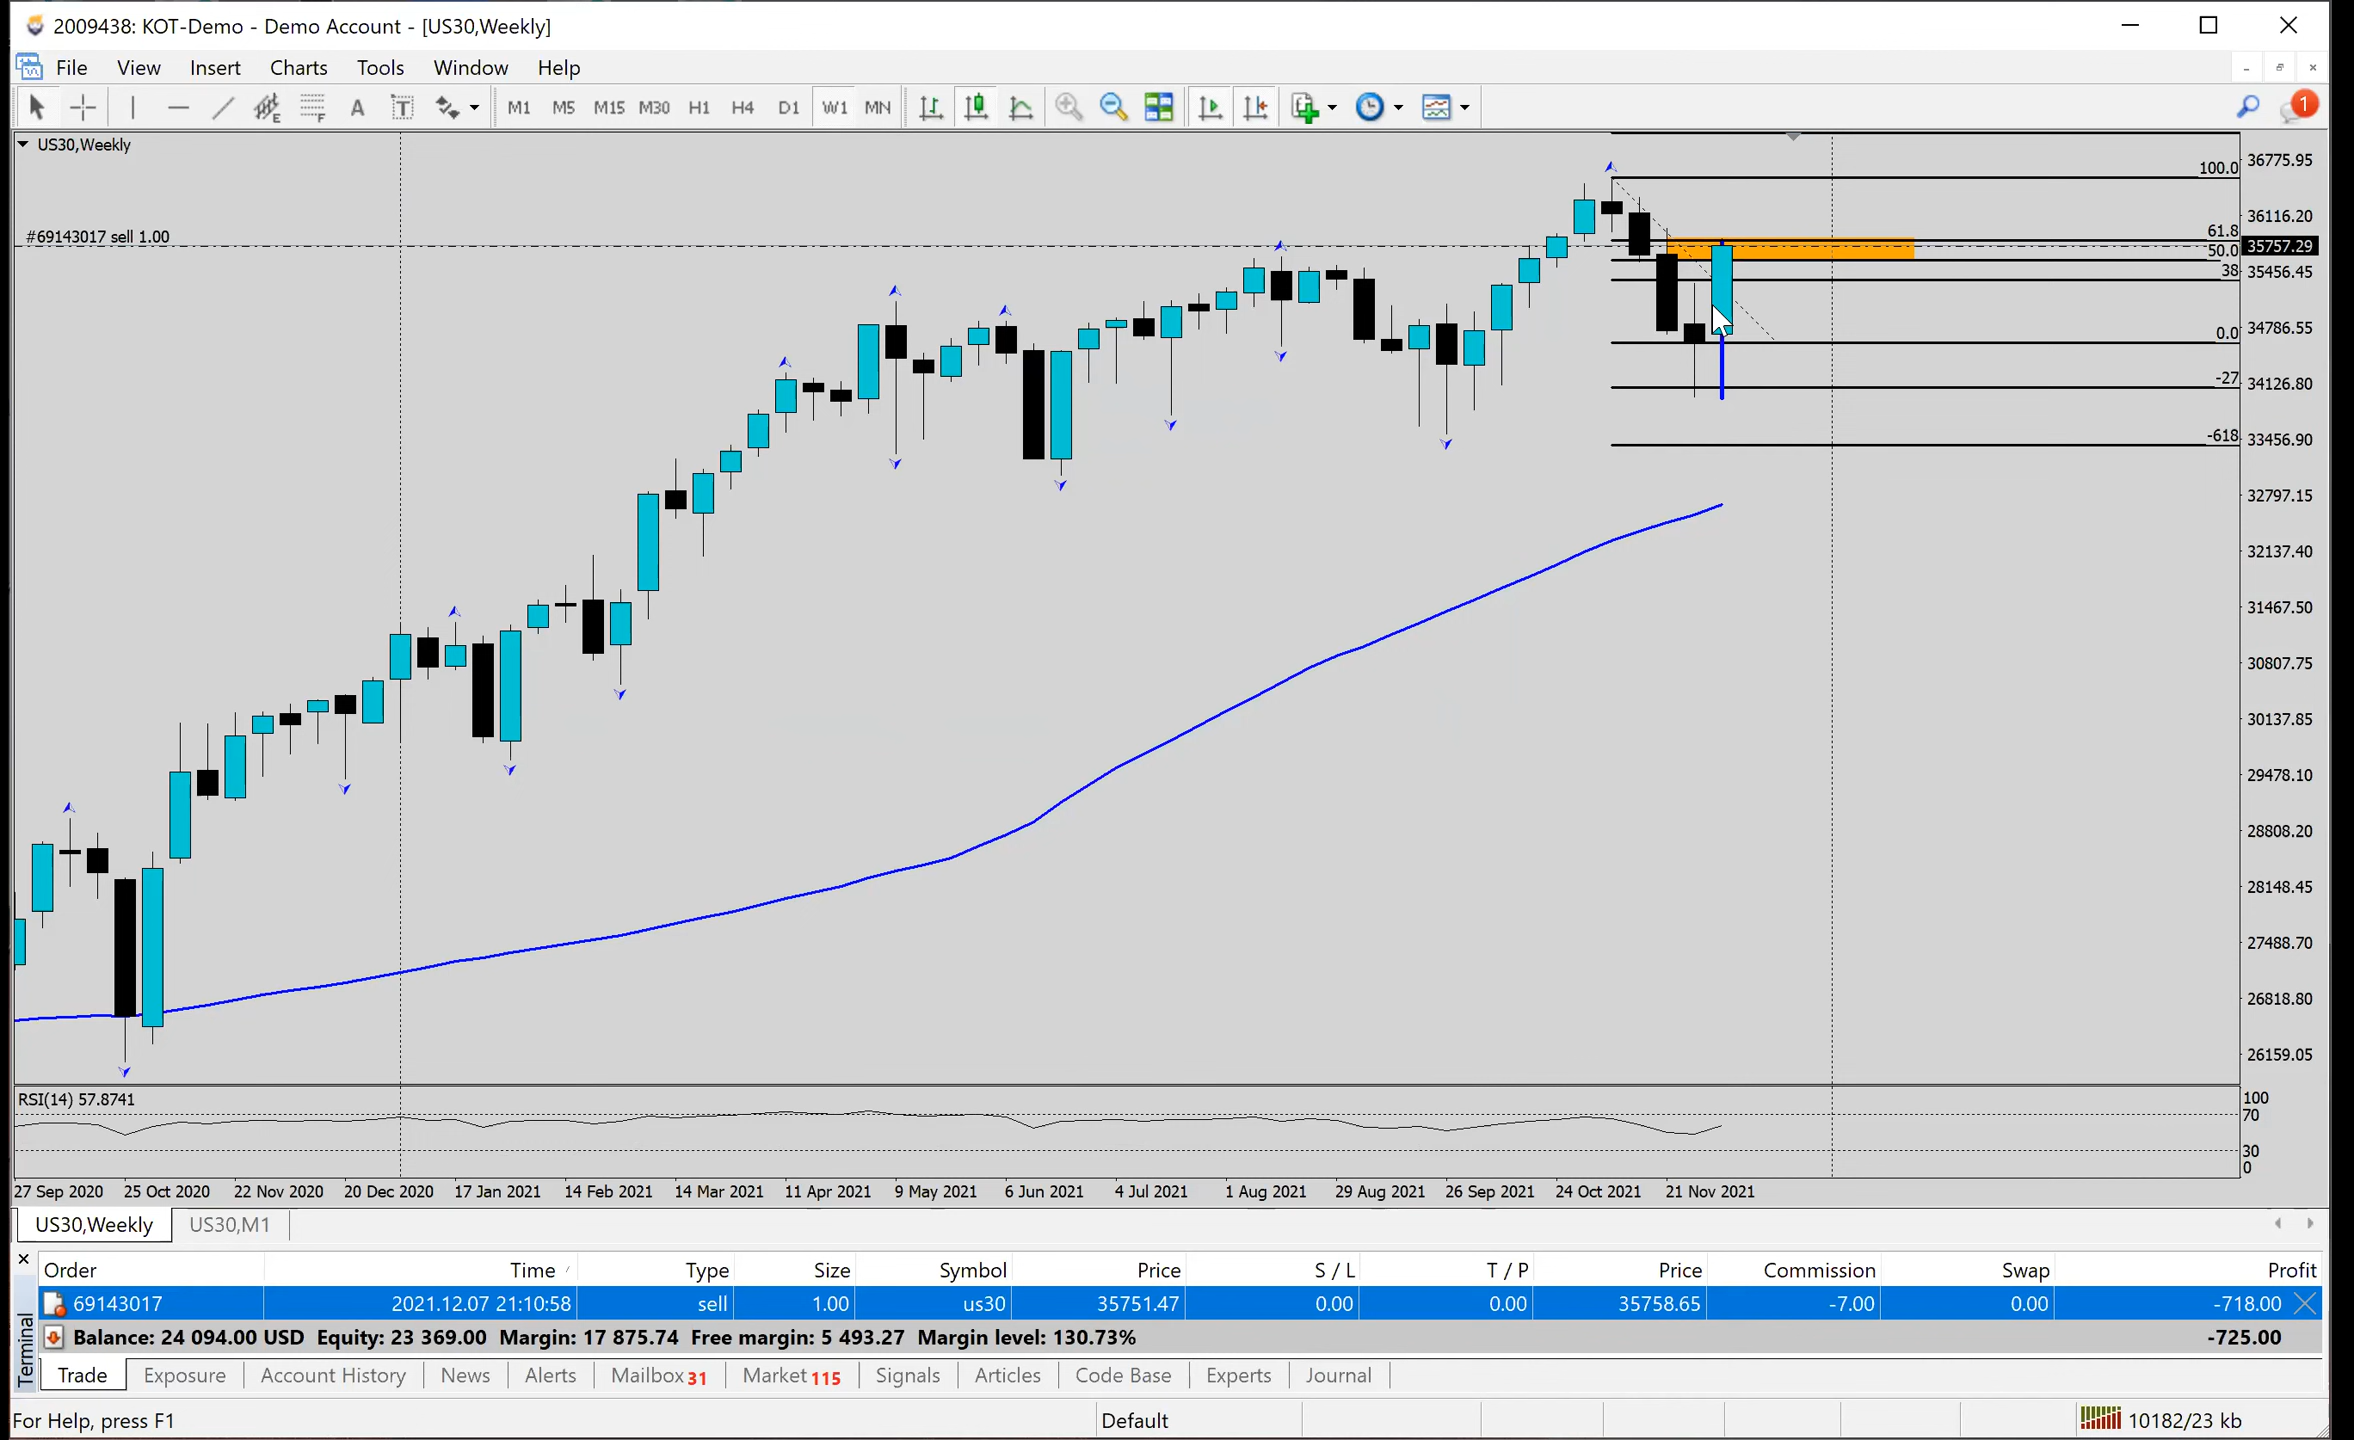 2009438: KOT-Demo - Demo Account - [US30,Weekly]
File View Insert Charts Tools Window Help
E F A T M1 M5 M15 M30 H1 H4 D1 W1 MN 1
US30,Weekly
#69143017 sell 1.00
100.0
61.8
50.0
38
0.0
-27
-618
36775.95
36116.20
35757.29
35456.45
34786.55
34126.80
33456.90
32797.15
32137.40
31467.50
30807.75
30137.85
29478.10
28808.20
28148.45
27488.70
26818.80
26159.05
RSI(14) 57.8741
100
70
30
0
27 Sep 2020 25 Oct 2020 22 Nov 2020 20 Dec 2020 17 Jan 2021 14 Feb 2021 14 Mar 2021 11 Apr 2021 9 May 2021 6 Jun 2021 4 Jul 2021 1 Aug 2021 29 Aug 2021 26 Sep 2021 24 Oct 2021 21 Nov 2021
US30,Weekly US30,M1
Terminal
Order Time Type Size Symbol Price S / L T / P Price Commission Swap Profit
69143017 2021.12.07 21:10:58 sell 1.00 us30 35751.47 0.00 0.00 35758.65 -7.00 0.00 -718.00
Balance: 24 094.00 USD Equity: 23 369.00 Margin: 17 875.74 Free margin: 5 493.27 Margin level: 130.73% -725.00
Trade Exposure Account History News Alerts Mailbox 31 Market 115 Signals Articles Code Base Experts Journal
For Help, press F1 Default 10182/23 kb